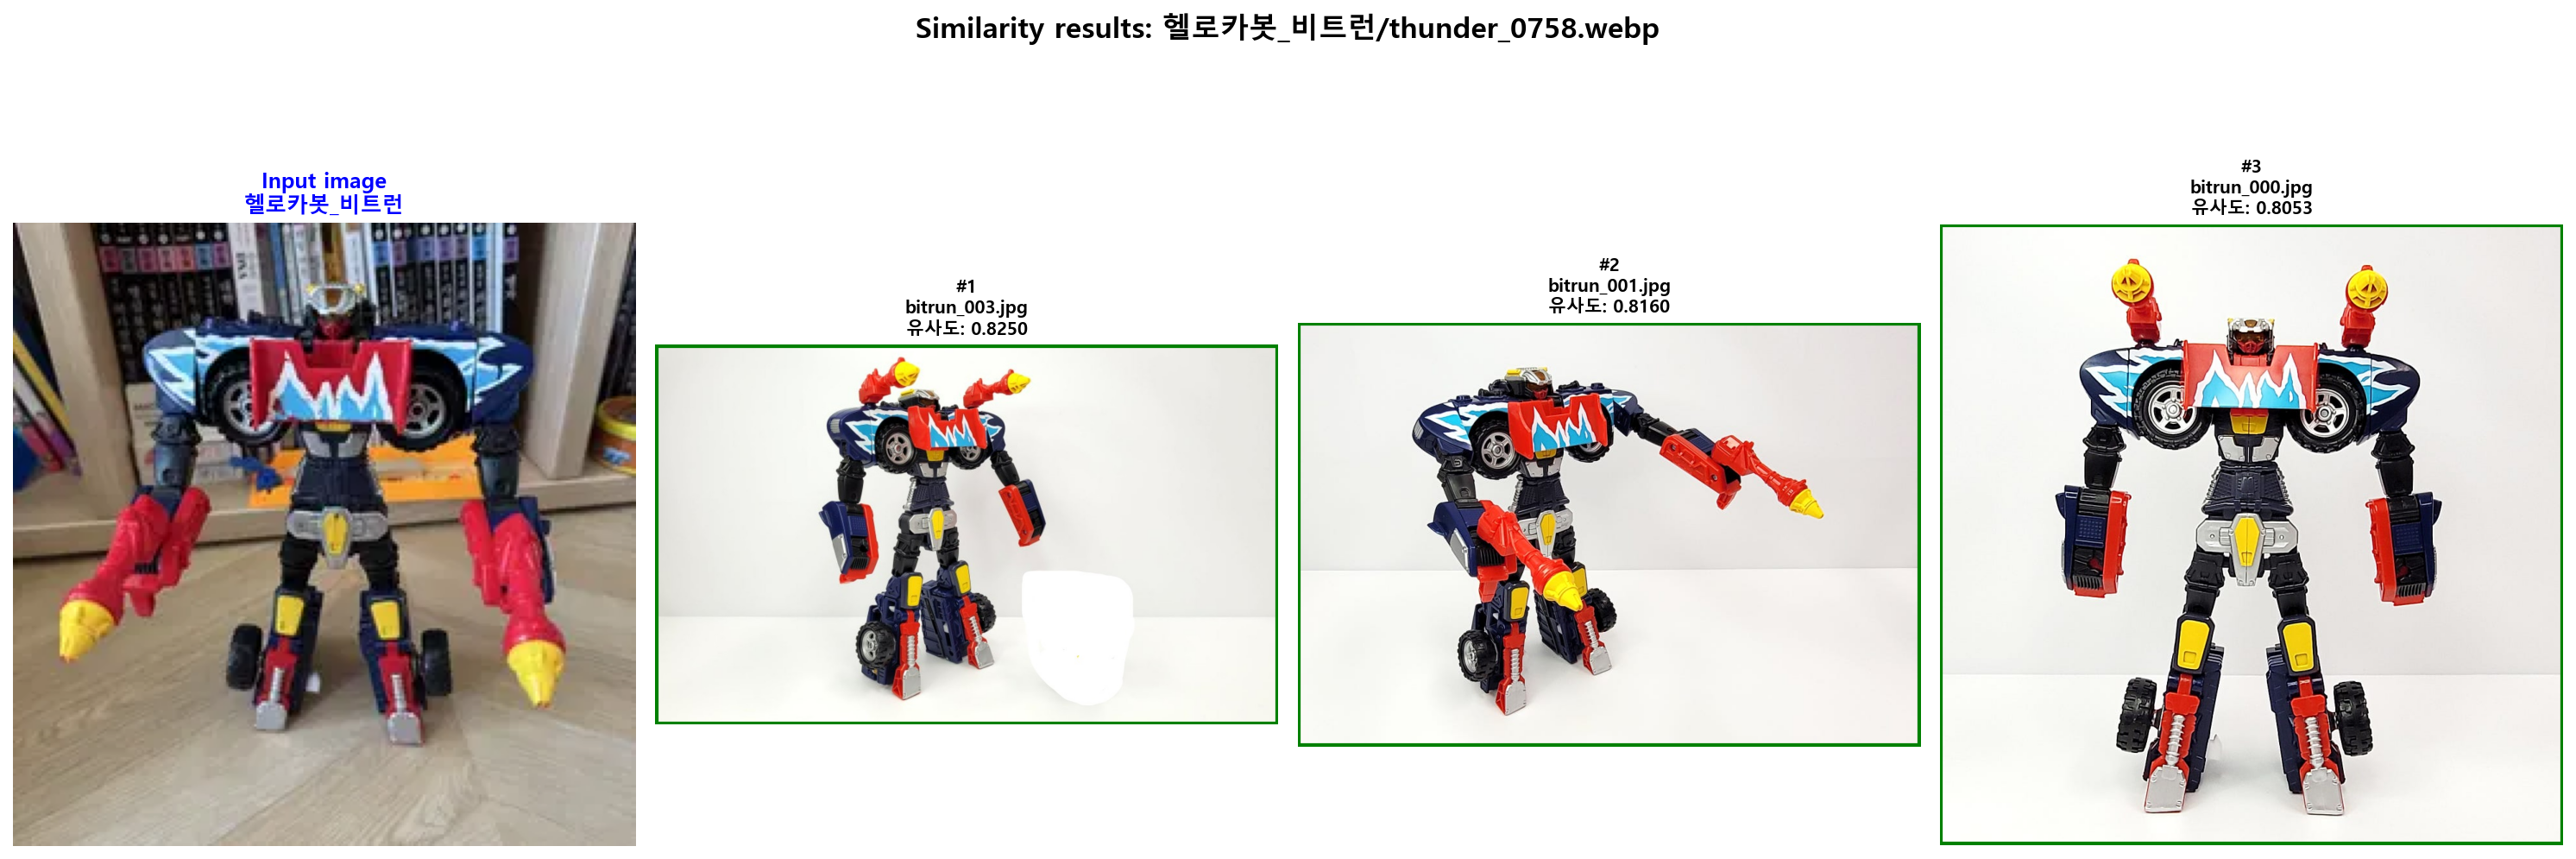 Similarity results: 헬로카봇_비트런/thunder_0758.webp
Input image
헬로카봇_비트런
#1
bitrun_003.jpg
유사도: 0.8250
#2
bitrun_001.jpg
유사도: 0.8160
#3
bitrun_000.jpg
유사도: 0.8053